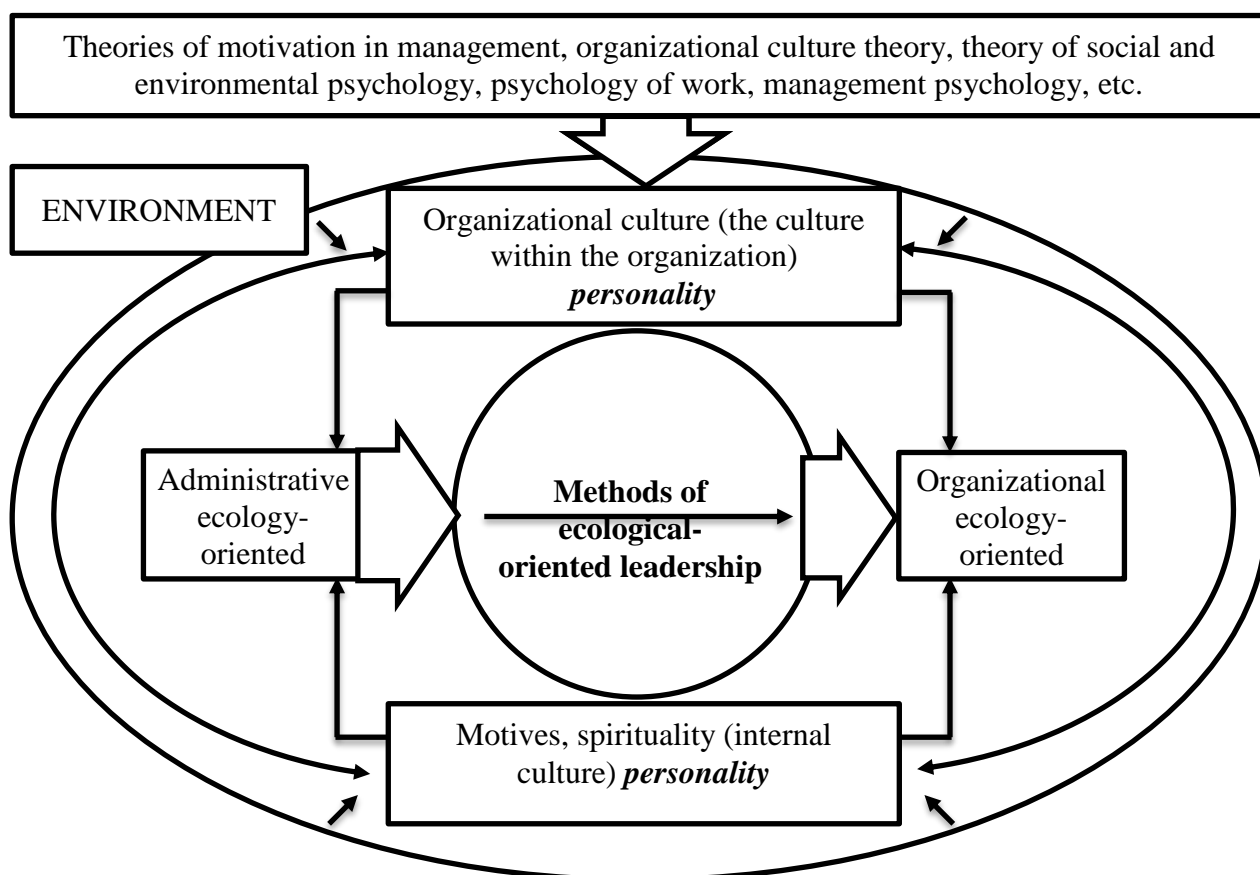 Theories of motivation in management, organizational culture theory, theory of social and
environmental psychology, psychology of work, management psychology, etc.
ENVIRONMENT
Organizational culture (the culture
within the organization)
personality
Administrative
ecology-
oriented
Methods of
ecological-
oriented leadership
Organizational
ecology-
oriented
Motives, spirituality (internal
culture) personality